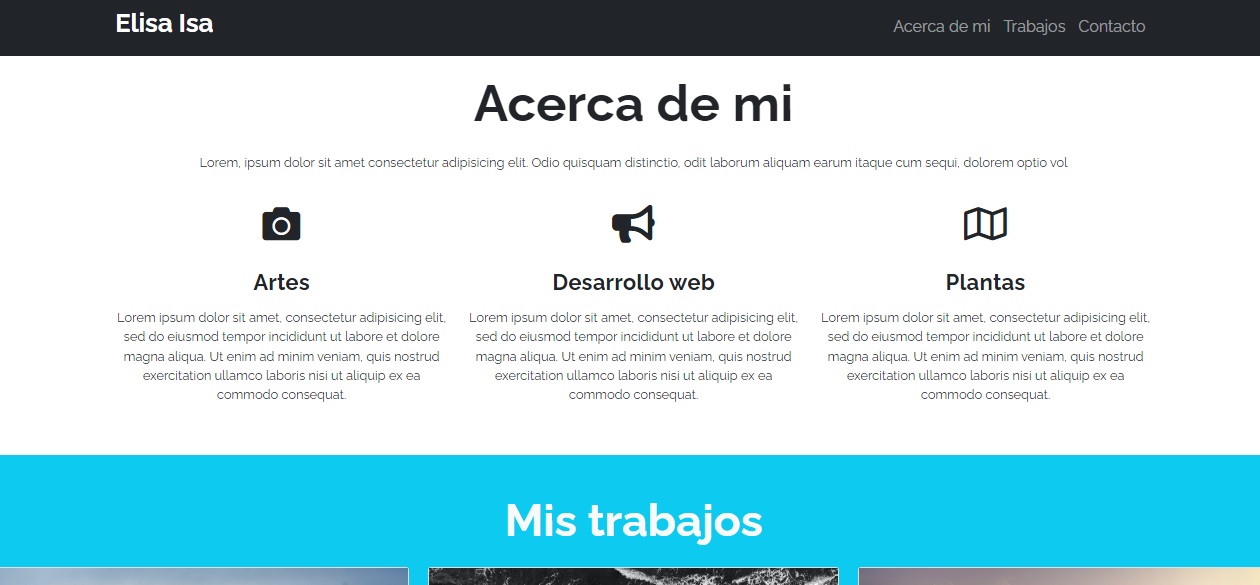 Elisa Isa
Acerca de mi Trabajos Contacto
Acerca de mi
Lorem, ipsum dolor sit amet consectetur adipisicing elit. Odio quisquam distinctio, odit laborum aliquam earum itaque cum sequi, dolorem optio vol
Artes
Lorem ipsum dolor sit amet, consectetur adipisicing elit,
sed do eiusmod tempor incididunt ut labore et dolore
magna aliqua. Ut enim ad minim veniam, quis nostrud
exercitation ullamco laboris nisi ut aliquip ex ea
commodo consequat.
Desarrollo web
Lorem ipsum dolor sit amet, consectetur adipisicing elit,
sed do eiusmod tempor incididunt ut labore et dolore
magna aliqua. Ut enim ad minim veniam, quis nostrud
exercitation ullamco laboris nisi ut aliquip ex ea
commodo consequat.
Plantas
Lorem ipsum dolor sit amet, consectetur adipisicing elit,
sed do eiusmod tempor incididunt ut labore et dolore
magna aliqua. Ut enim ad minim veniam, quis nostrud
exercitation ullamco laboris nisi ut aliquip ex ea
commodo consequat.
Mis trabajos